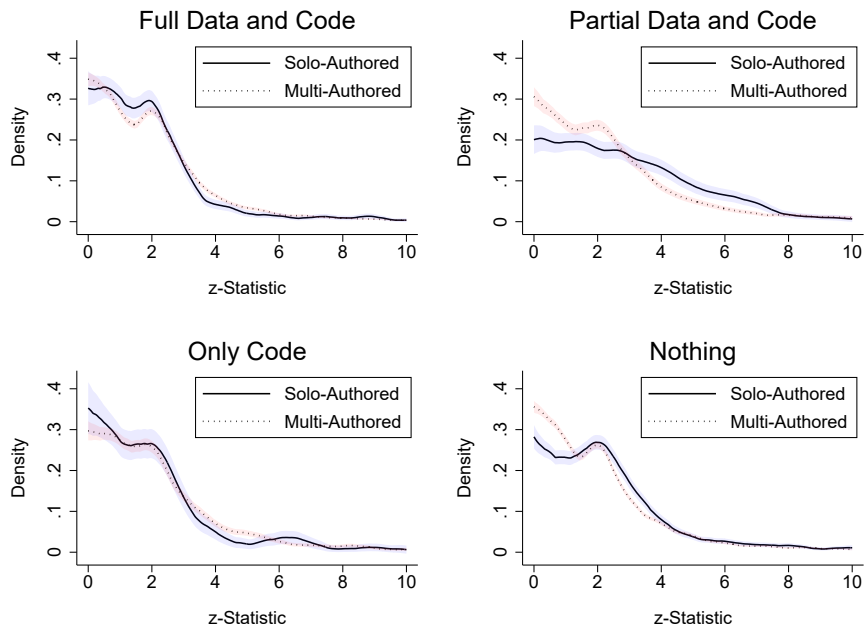 Full Data and Code
Solo-Authored
Multi-Authored
Density
.4
.3
.2
.1
0
0 2 4 6 8 10
z-Statistic
Partial Data and Code
Solo-Authored
Multi-Authored
Density
.4
.3
.2
.1
0
0 2 4 6 8 10
z-Statistic
Only Code
Solo-Authored
Multi-Authored
Density
.4
.3
.2
.1
0
0 2 4 6 8 10
z-Statistic
Nothing
Solo-Authored
Multi-Authored
Density
.4
.3
.2
.1
0
0 2 4 6 8 10
z-Statistic